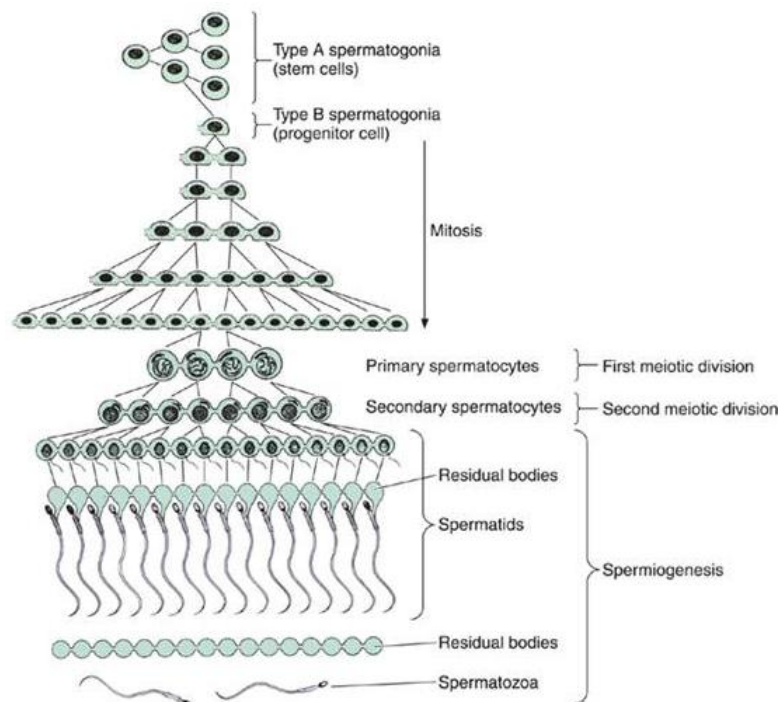 Type A spermatogonia
(stem cells)
Type B spermatogonia
(progenitor cell)
Mitosis
Primary spermatocytes
First meiotic division
Secondary spermatocytes
Second meiotic division
Residual bodies
Spermatids
Spermiogenesis
Residual bodies
Spermatozoa